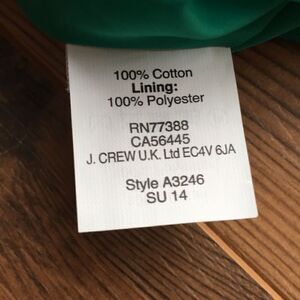 100% Cotton
Lining:
100% Polyester
RN77388
CA56445
J. CREW U.K. Ltd EC4V 6JA
Style A3246
SU 14